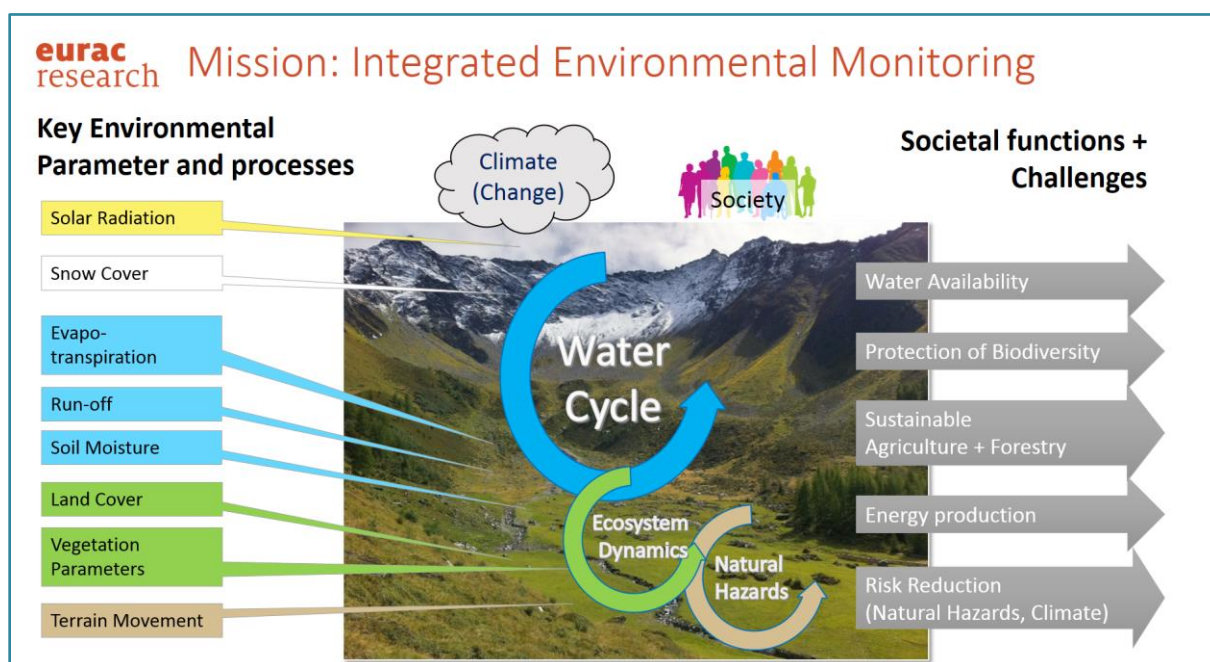 eurac
research
Mission: Integrated Environmental Monitoring
Key Environmental
Parameter and processes
Climate
(Change)
Society
Societal functions +
Challenges
Solar Radiation
Snow Cover
Evapo-
transpiration
Run-off
Soil Moisture
Land Cover
Vegetation
Parameters
Terrain Movement
Water
Cycle
Ecosystem
Dynamics
Natural
Hazards
Water Availability
Protection of Biodiversity
Sustainable
Agriculture + Forestry
Energy production
Risk Reduction
(Natural Hazards, Climate)